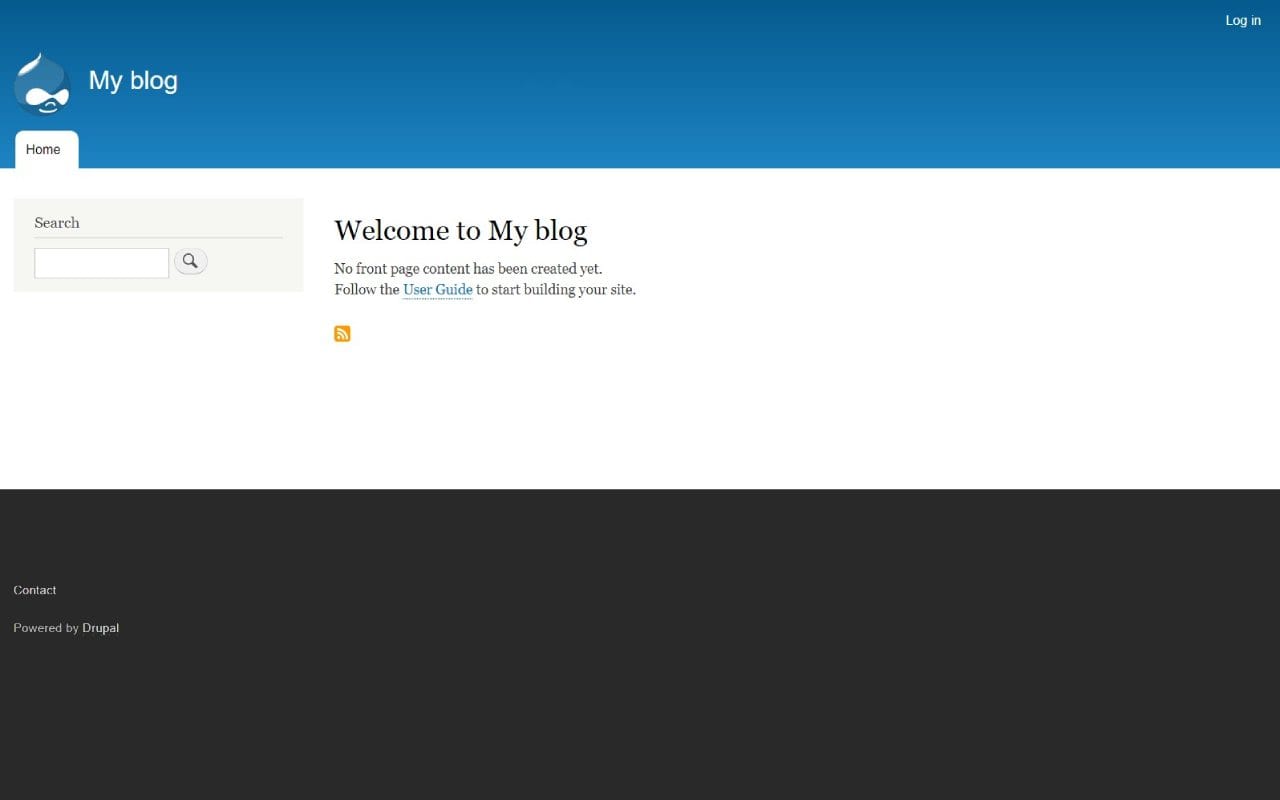 Log in
My blog
Home
Search
Welcome to My blog
No front page content has been created yet.
Follow the User Guide to start building your site.
Contact
Powered by Drupal